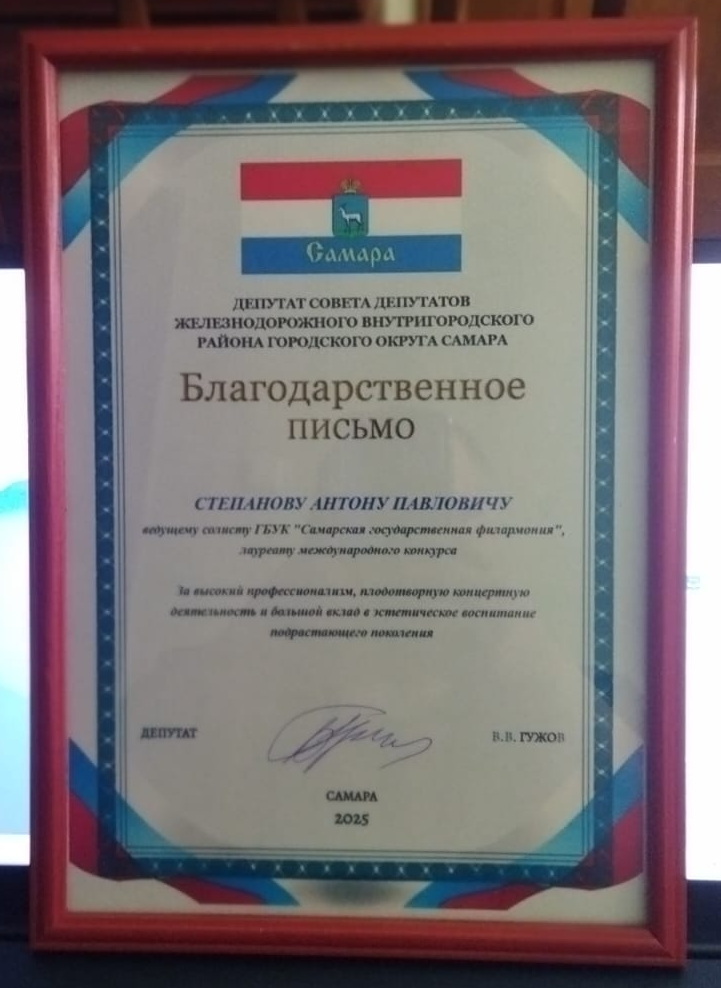 Самара
ДЕПУТАТ СОВЕТА ДЕПУТАТОВ
ЖЕЛЕЗНОДОРОЖНОГО ВНУТРИГОРОДСКОГО
РАЙОНА ГОРОДСКОГО ОКРУГА САМАРА
Благодарственное
ПИСЬМО
СТЕПАНОВУ АНТОНУ ПАВЛОВИЧУ
ведущему солисту ГБУК "Самарская государственная филармония",
лауреату международного конкурса
За высокий профессионализм, плодотворную концертную
деятельность и большой вклад в эстетическое воспитание
подрастающего поколения
ДЕПУТАТ
В.В. ГУЖОВ
САМАРА
2025